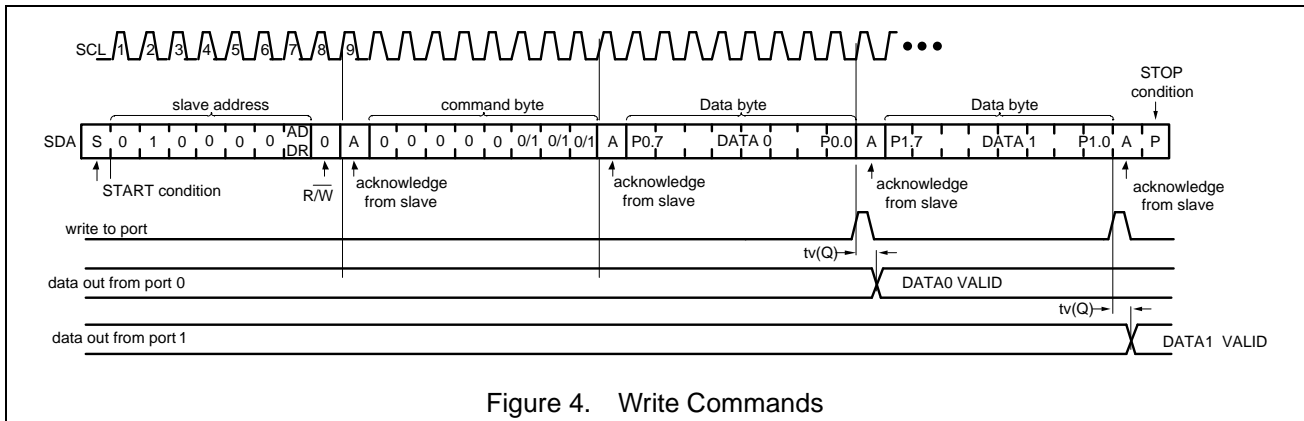 SCL 1 2 3 4 5 6 7 8 9
STOP
condition
slave address command byte Data byte Data byte
SDA S 0 1 0 0 0 0 AD DR 0 A 0 0 0 0 0 0/1 0/1 0/1 A P0.7 DATA 0 P0.0 A P1.7 DATA 1 P1.0 A P
START condition
R/W̅
acknowledge from slave
acknowledge from slave
acknowledge from slave
acknowledge from slave
write to port
tv(Q)
data out from port 0 DATA0 VALID
tv(Q)
data out from port 1 DATA1 VALID
Figure 4. Write Commands